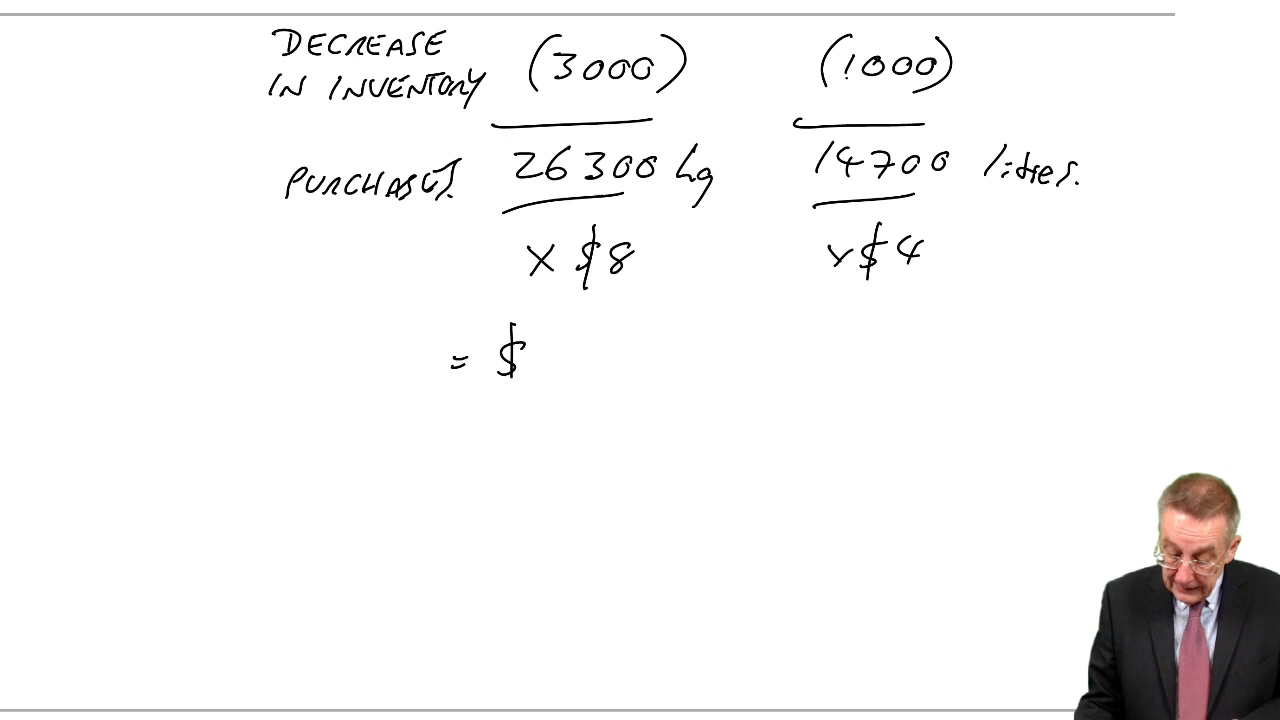 DECREASE
IN INVENTORY (3000) (1000)
PURCHASES. 26300 kg 14700 litres.
x $8 x $4
= $